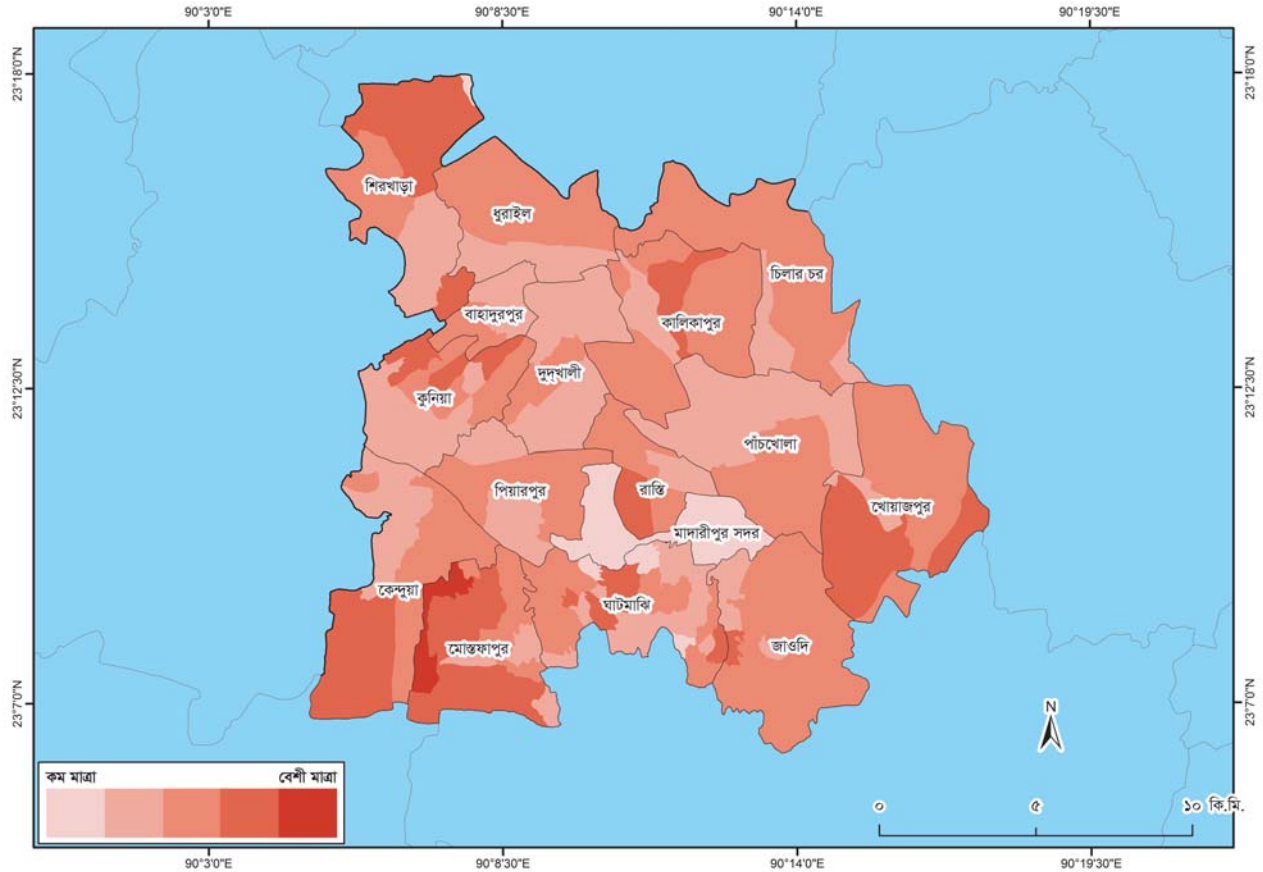 90°3'0"E
90°8'30"E
90°14'0"E
90°19'30"E
23°18'0"N
23°18'0"N
শিরখাড়া
ধুরাইল
চিলার চর
বাহাদুরপুর
কালিকাপুর
দুদ্‌খালী
23°12'30"N
23°12'30"N
কুনিয়া
পাঁচখোলা
পিয়ারপুর
রাস্তি
খোয়াজপুর
মাদারীপুর সদর
কেন্দুয়া
ঘাটমাঝি
মোস্তফাপুর
জাওদি
23°7'0"N
23°7'0"N
N
কম মাত্রা
বেশী মাত্রা
০
৫
১০ কি.মি.
90°3'0"E
90°8'30"E
90°14'0"E
90°19'30"E